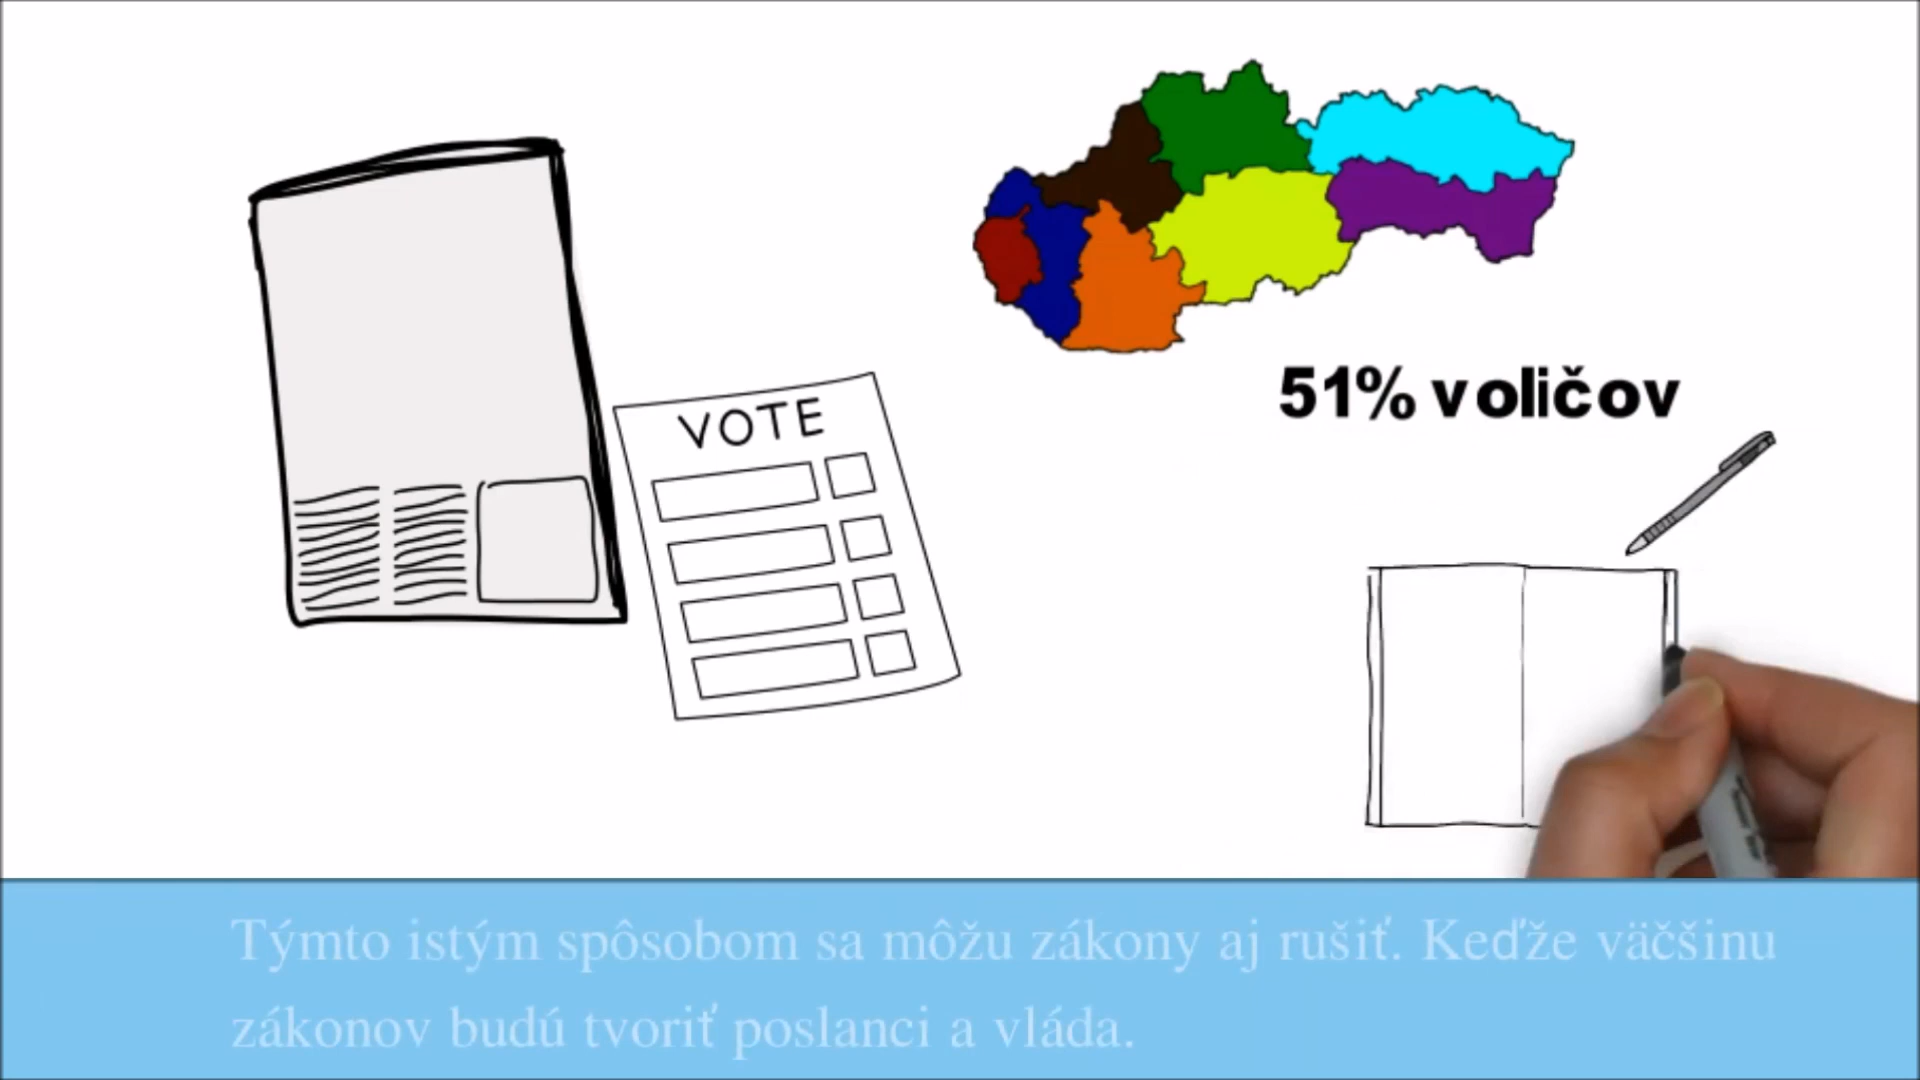 VOTE
51% voličov
Týmto istým spôsobom sa môžu zákony aj rušiť. Keďže väčšinu
zákonov budú tvoriť poslanci a vláda.